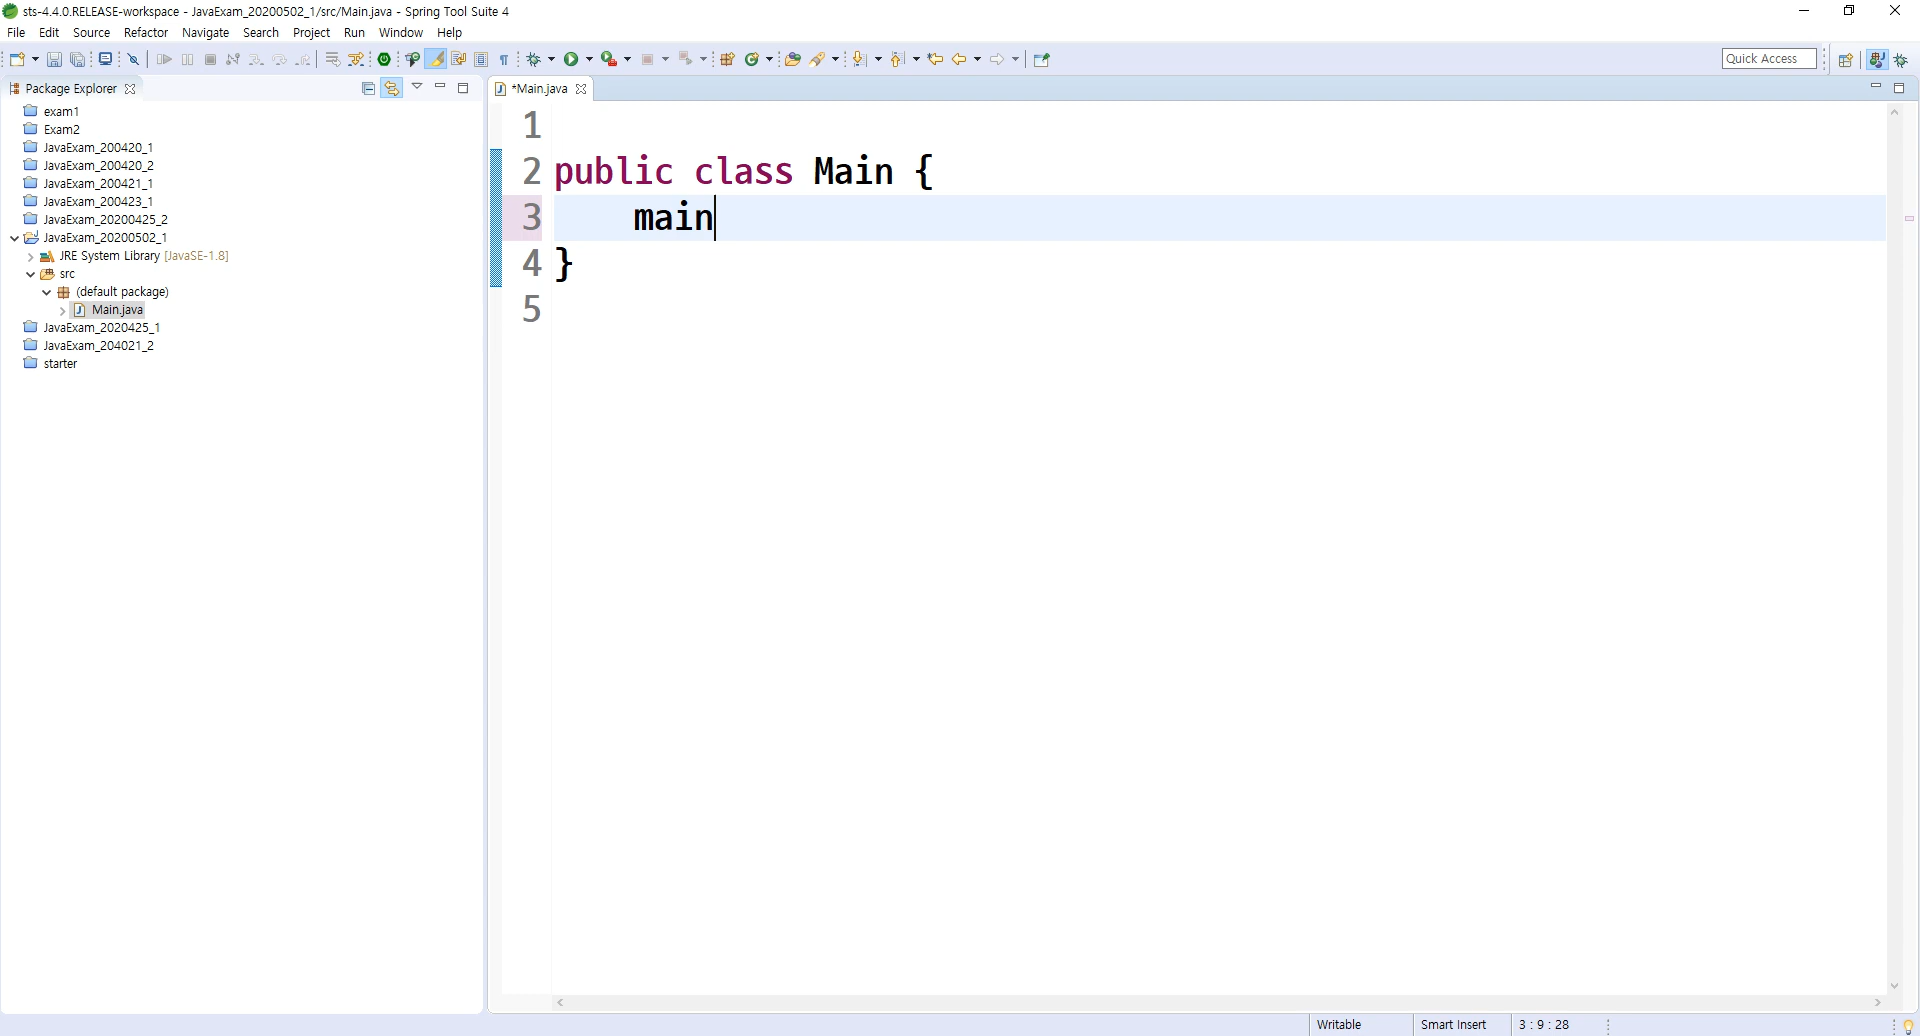 sts-4.4.0.RELEASE-workspace - JavaExam_20200502_1/src/Main.java - Spring Tool Suite 4
File Edit Source Refactor Navigate Search Project Run Window Help
Quick Access
Package Explorer
exam1
Exam2
JavaExam_200420_1
JavaExam_200420_2
JavaExam_200421_1
JavaExam_200423_1
JavaExam_20200425_2
JavaExam_20200502_1
JRE System Library [JavaSE-1.8]
src
(default package)
Main.java
JavaExam_2020425_1
JavaExam_204021_2
starter
*Main.java
1
2 public class Main {
3 main
4 }
5
Writable Smart Insert 3 : 9 : 28